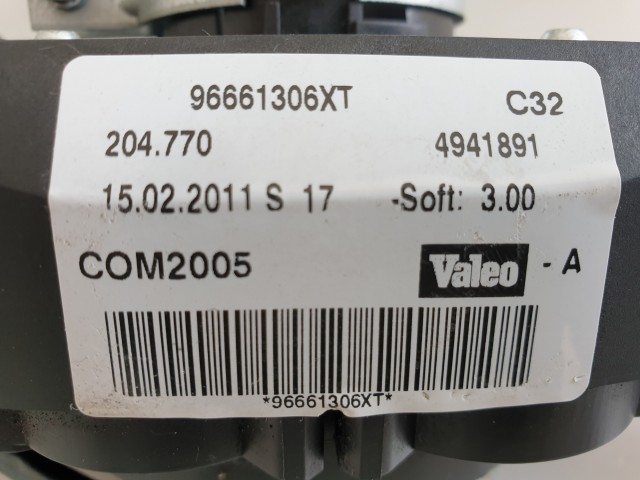 96661306XT C32
204.770 4941891
15.02.2011 S 17 -Soft: 3.00
COM2005 Valeo - A
*96661306XT*